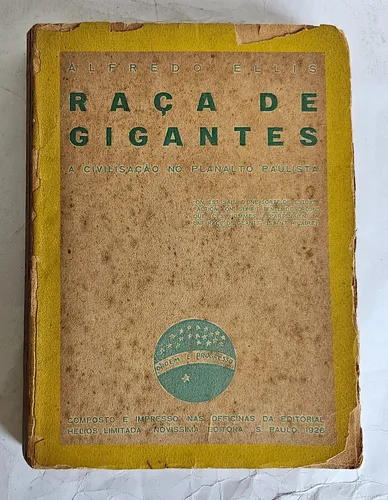 ALFREDO ELLIS
RAÇA DE
GIGANTES
A CIVILISAÇÃO NO PLANALTO PAULISTA
ORDEM E PROGRESSO
COMPOSTO E IMPRESSO NAS OFFICINAS DA EDITORIAL
HELIOS LIMITADA NOVISSIMA EDITORA S. PAULO 1926